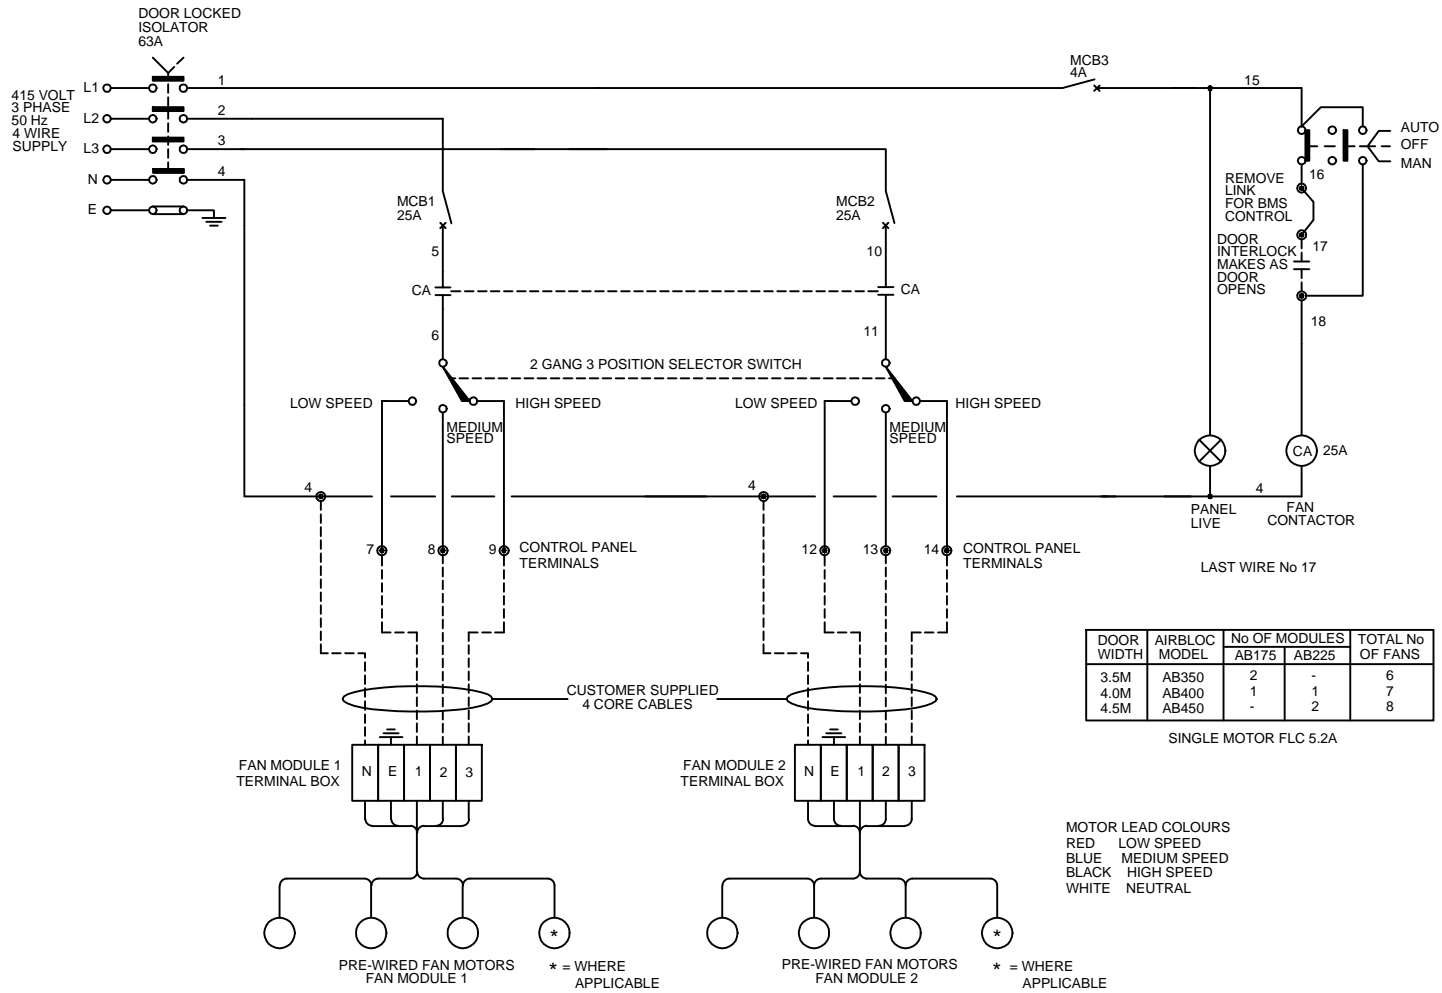 DOOR LOCKED
ISOLATOR
63A
415 VOLT
3 PHASE
50 Hz
4 WIRE
SUPPLY
L1
L2
L3
N
E
1
2
3
4
MCB3
4A
15
AUTO
OFF
MAN
16
REMOVE
LINK
FOR BMS
CONTROL
17
DOOR
INTERLOCK
MAKES AS
DOOR
OPENS
18
MCB1
25A
5
CA
6
MCB2
25A
10
CA
11
2 GANG 3 POSITION SELECTOR SWITCH
LOW SPEED
HIGH SPEED
MEDIUM
SPEED
LOW SPEED
HIGH SPEED
MEDIUM
SPEED
CA
25A
4
4
4
PANEL
LIVE
FAN
CONTACTOR
7
8
9
CONTROL PANEL
TERMINALS
12
13
14
CONTROL PANEL
TERMINALS
LAST WIRE No 17
DOOR
WIDTH
AIRBLOC
MODEL
No OF MODULES
AB175 AB225
TOTAL No
OF FANS
3.5M AB350 2 - 6
4.0M AB400 1 1 7
4.5M AB450 - 2 8
SINGLE MOTOR FLC 5.2A
CUSTOMER SUPPLIED
4 CORE CABLES
FAN MODULE 1
TERMINAL BOX
N E 1 2 3
FAN MODULE 2
TERMINAL BOX
N E 1 2 3
MOTOR LEAD COLOURS
RED LOW SPEED
BLUE MEDIUM SPEED
BLACK HIGH SPEED
WHITE NEUTRAL
*
*
PRE-WIRED FAN MOTORS
FAN MODULE 1
* = WHERE
APPLICABLE
PRE-WIRED FAN MOTORS
FAN MODULE 2
* = WHERE
APPLICABLE